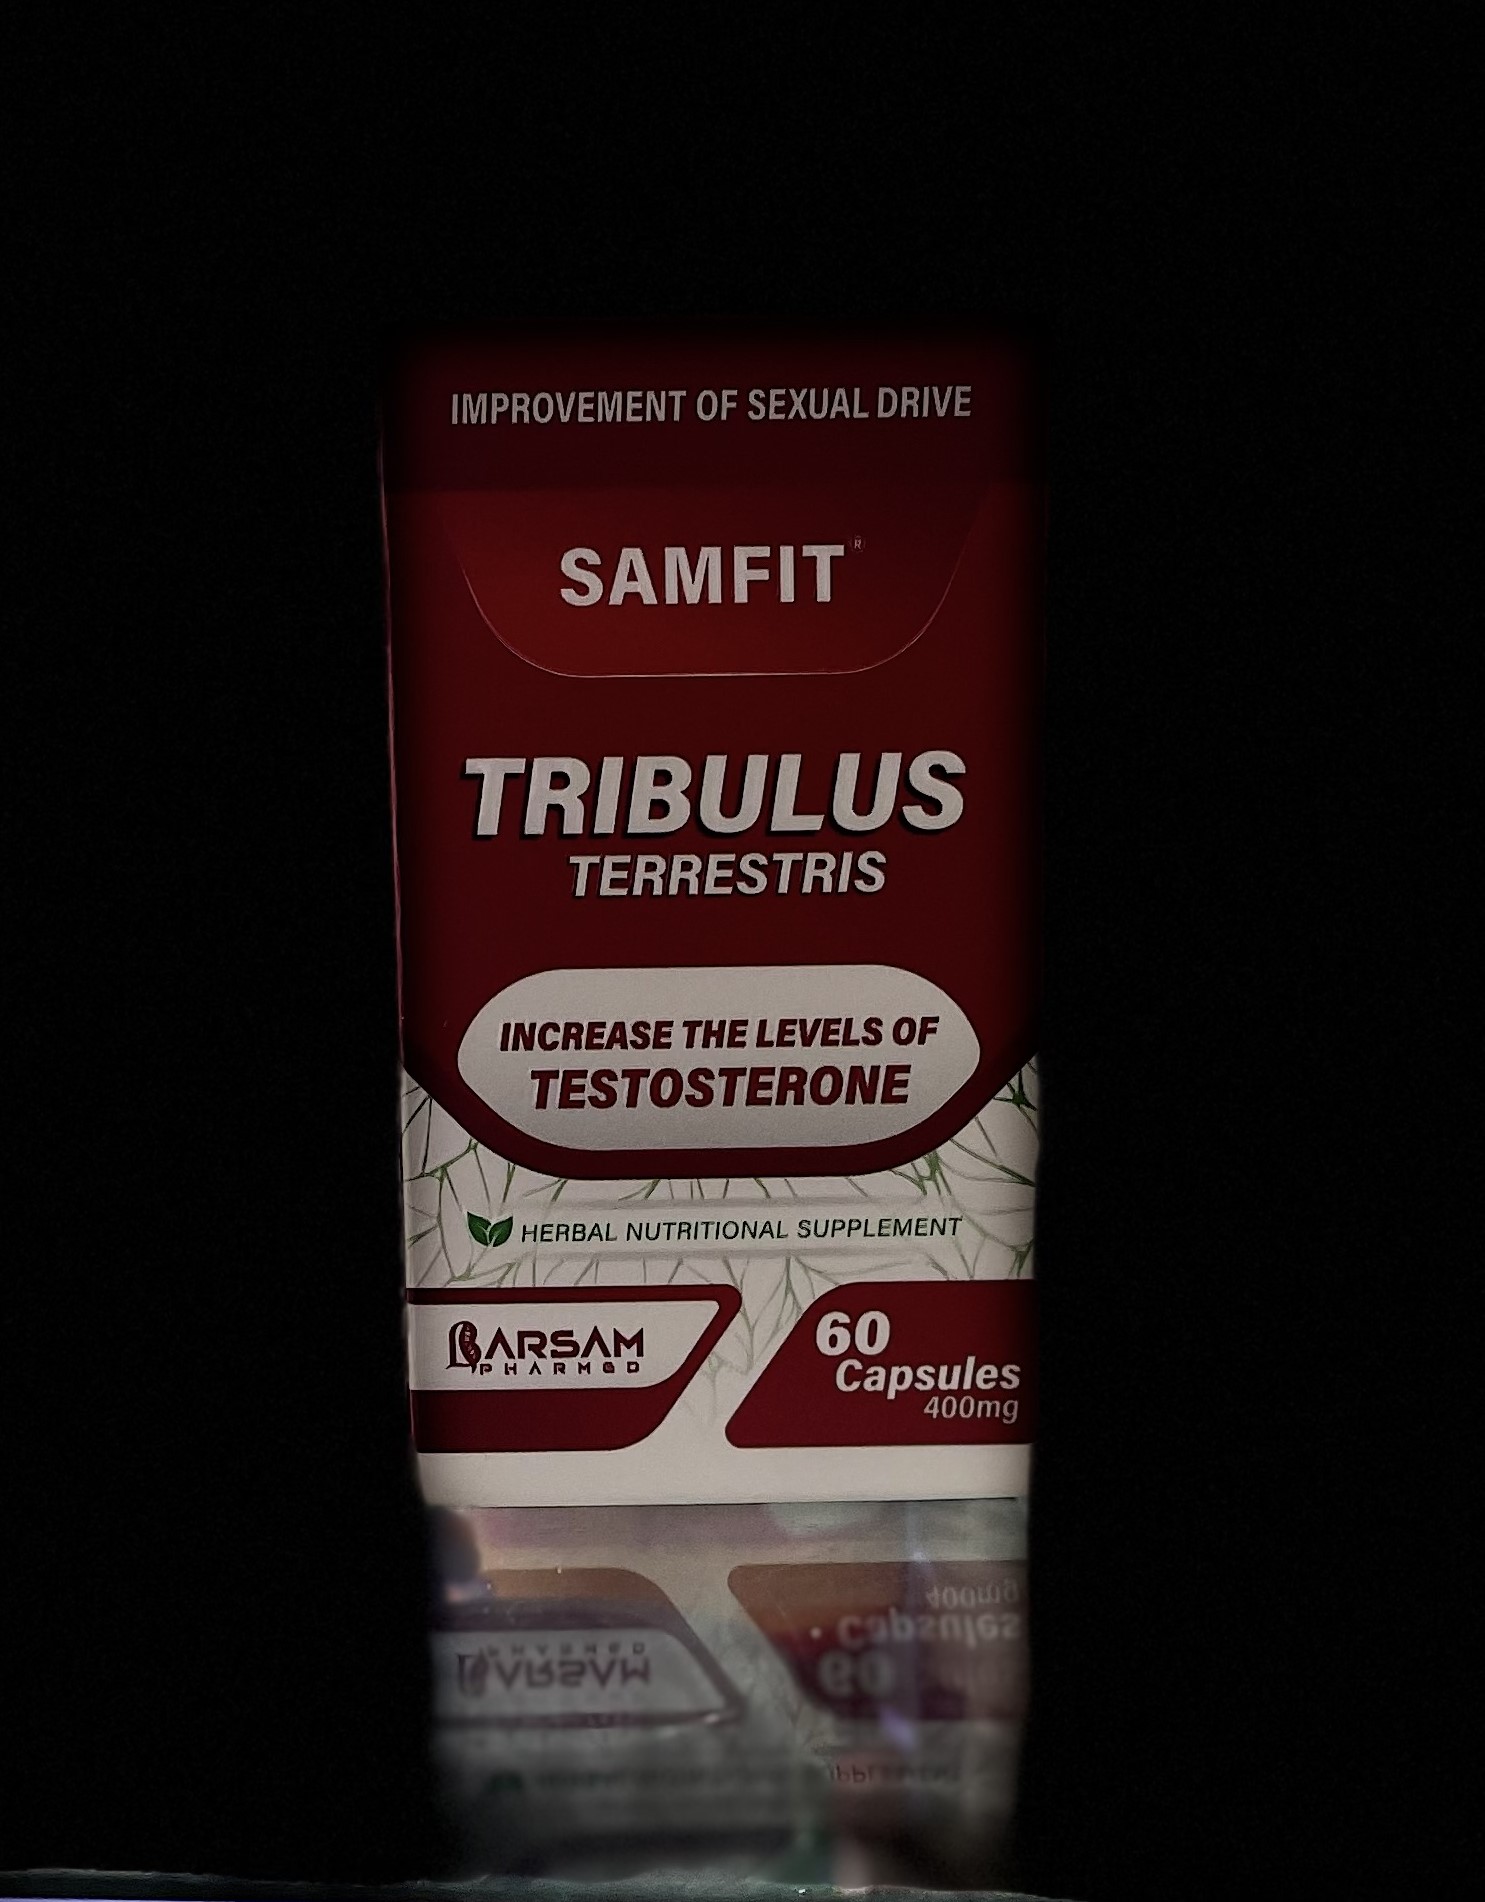 IMPROVEMENT OF SEXUAL DRIVE
SAMFIT®
TRIBULUS
TERRESTRIS
INCREASE THE LEVELS OF
TESTOSTERONE
HERBAL NUTRITIONAL SUPPLEMENT
BARSAM
PHARMED
60
Capsules
400mg